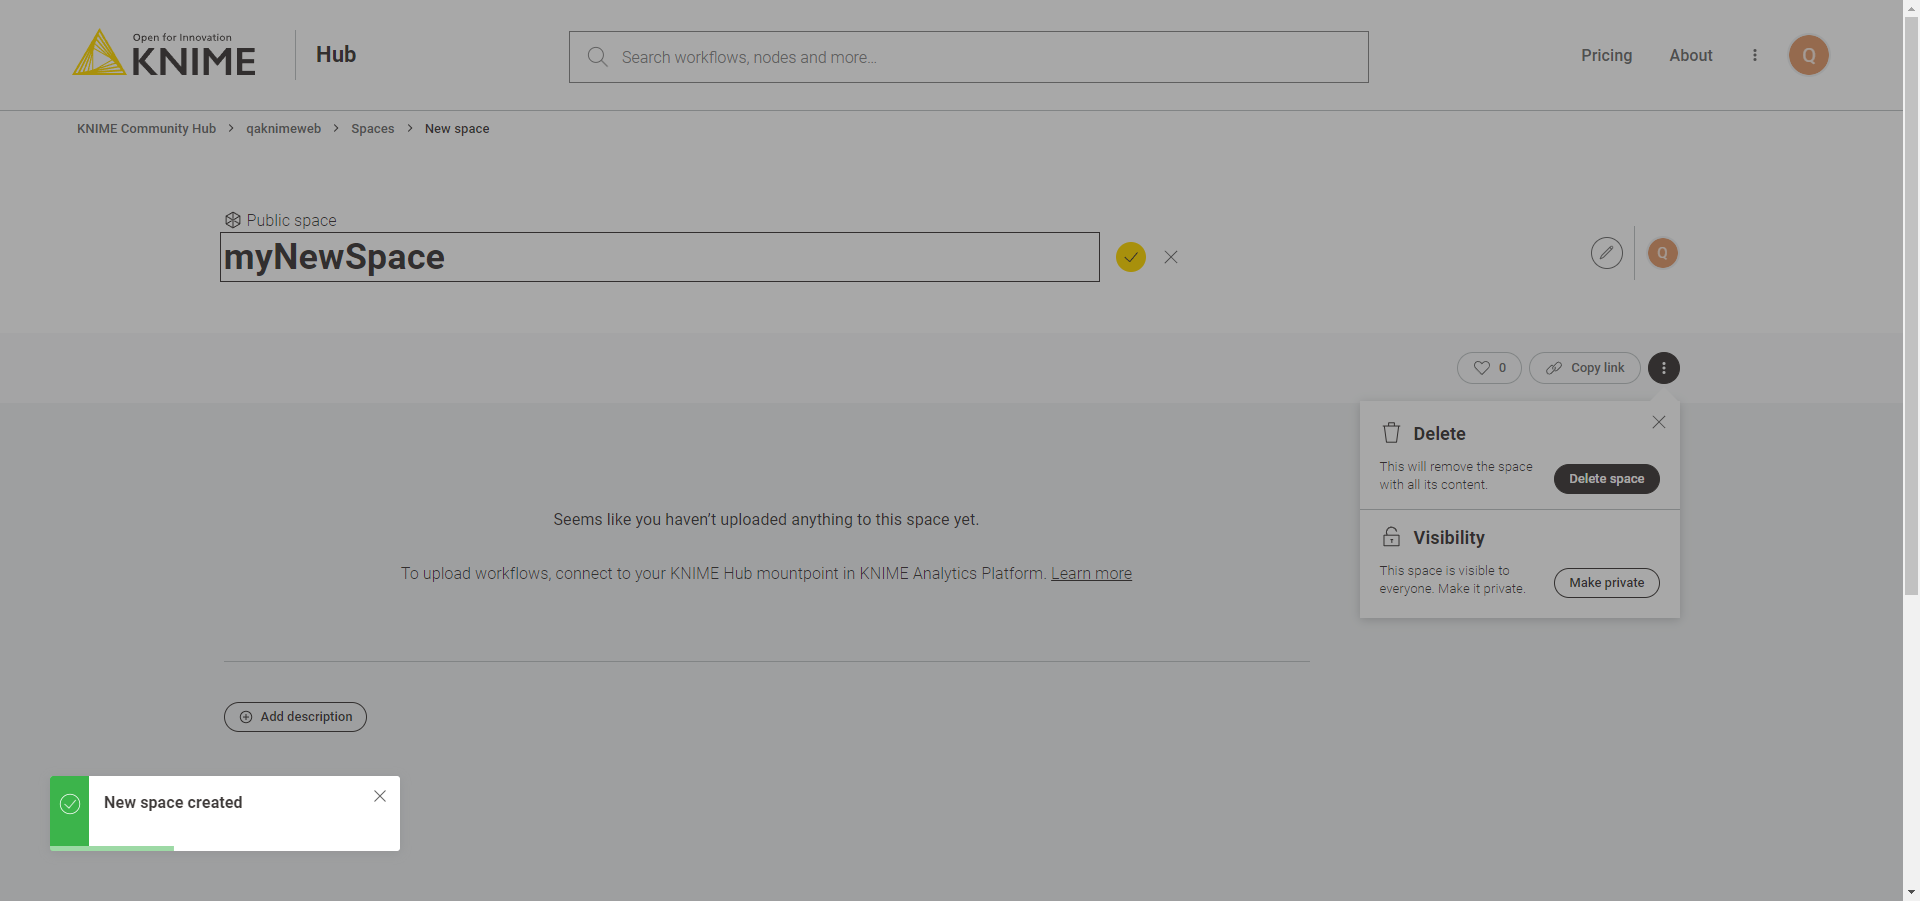 Open for Innovation
KNIME
Hub
Search workflows, nodes and more...
Pricing
About
Q
KNIME Community Hub
qaknimeweb
Spaces
New space
Public space
myNewSpace
Q
0
Copy link
Delete
This will remove the space
with all its content.
Delete space
Visibility
This space is visible to
everyone. Make it private.
Make private
Seems like you haven’t uploaded anything to this space yet.
To upload workflows, connect to your KNIME Hub mountpoint in KNIME Analytics Platform. Learn more
Add description
New space created